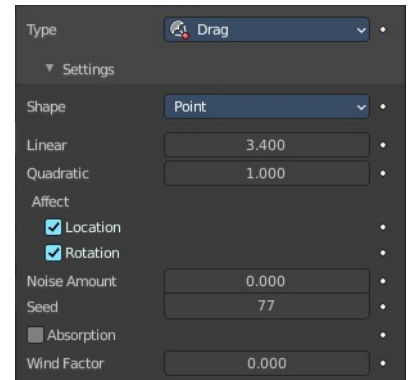 Type Drag
Settings
Shape Point
Linear 3.400
Quadratic 1.000
Affect
Location
Rotation
Noise Amount 0.000
Seed 77
Absorption
Wind Factor 0.000